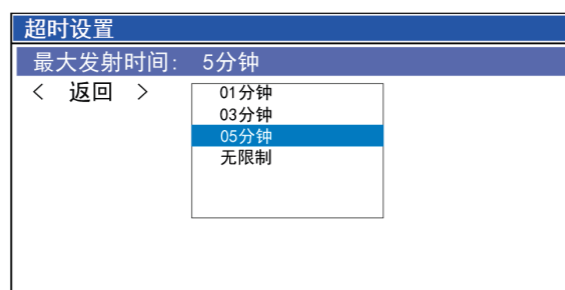 超时设置
最大发射时间： 5分钟
< 返回 >
01分钟
03分钟
05分钟
无限制